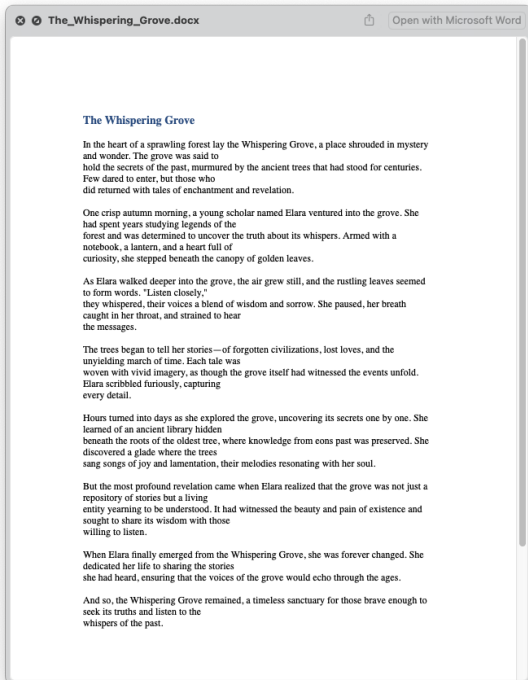 The_Whispering_Grove.docx
Open with Microsoft Word
The Whispering Grove
In the heart of a sprawling forest lay the Whispering Grove, a place shrouded in mystery
and wonder. The grove was said to
hold the secrets of the past, murmured by the ancient trees that had stood for centuries.
Few dared to enter, but those who
did returned with tales of enchantment and revelation.
One crisp autumn morning, a young scholar named Elara ventured into the grove. She
had spent years studying legends of the
forest and was determined to uncover the truth about its whispers. Armed with a
notebook, a lantern, and a heart full of
curiosity, she stepped beneath the canopy of golden leaves.
As Elara walked deeper into the grove, the air grew still, and the rustling leaves seemed
to form words. "Listen closely,"
they whispered, their voices a blend of wisdom and sorrow. She paused, her breath
caught in her throat, and strained to hear
the messages.
The trees began to tell her stories—of forgotten civilizations, lost loves, and the
unyielding march of time. Each tale was
woven with vivid imagery, as though the grove itself had witnessed the events unfold.
Elara scribbled furiously, capturing
every detail.
Hours turned into days as she explored the grove, uncovering its secrets one by one. She
learned of an ancient library hidden
beneath the roots of the oldest tree, where knowledge from eons past was preserved. She
discovered a glade where the trees
sang songs of joy and lamentation, their melodies resonating with her soul.
But the most profound revelation came when Elara realized that the grove was not just a
repository of stories but a living
entity yearning to be understood. It had witnessed the beauty and pain of existence and
sought to share its wisdom with those
willing to listen.
When Elara finally emerged from the Whispering Grove, she was forever changed. She
dedicated her life to sharing the stories
she had heard, ensuring that the voices of the grove would echo through the ages.
And so, the Whispering Grove remained, a timeless sanctuary for those brave enough to
seek its truths and listen to the
whispers of the past.